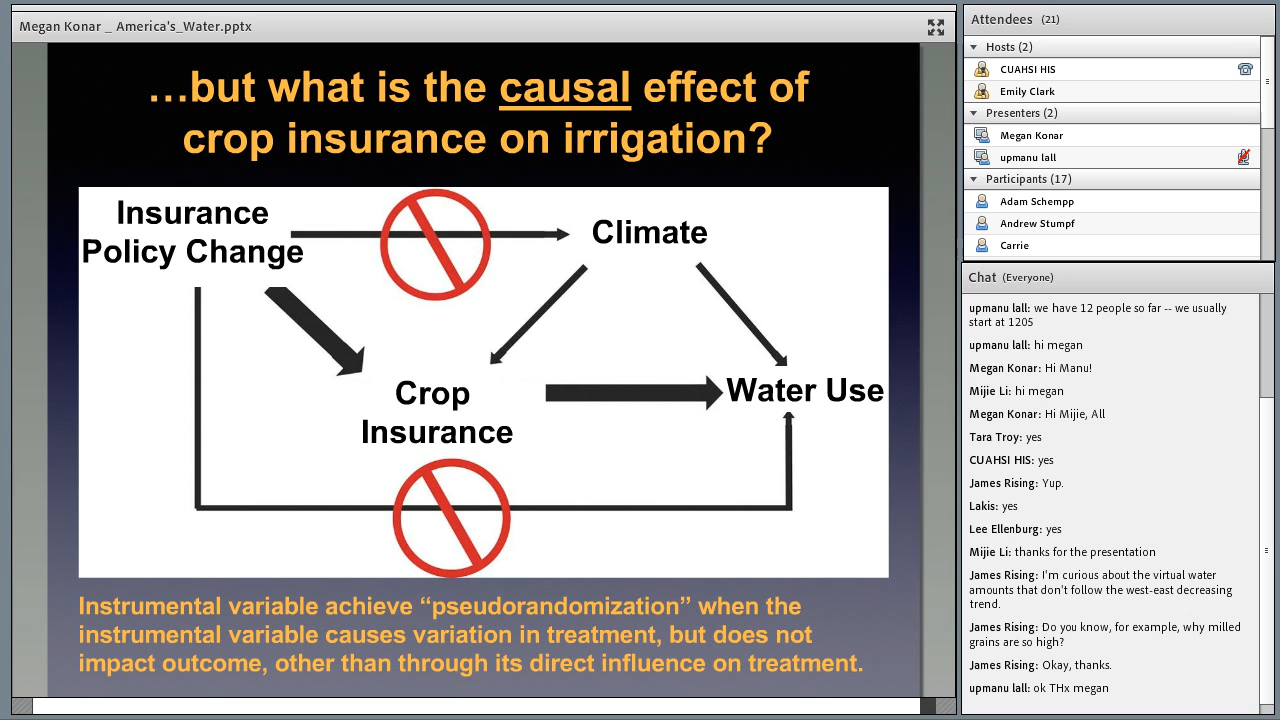 Megan Konar _ America's_Water.pptx
…but what is the causal effect of
crop insurance on irrigation?
Insurance
Policy Change
Climate
Crop
Insurance
Water Use
Instrumental variable achieve “pseudorandomization” when the
instrumental variable causes variation in treatment, but does not
impact outcome, other than through its direct influence on treatment.
Attendees (21)
Hosts (2)
CUAHSI HIS
Emily Clark
Presenters (2)
Megan Konar
upmanu lall
Participants (17)
Adam Schempp
Andrew Stumpf
Carrie
Chat (Everyone)
upmanu lall: we have 12 people so far -- we usually
start at 1205
upmanu lall: hi megan
Megan Konar: Hi Manu!
Mijie Li: hi megan
Megan Konar: Hi Mijie, All
Tara Troy: yes
CUAHSI HIS: yes
James Rising: Yup.
Lakis: yes
Lee Ellenburg: yes
Mijie Li: thanks for the presentation
James Rising: I'm curious about the virtual water
amounts that don't follow the west-east decreasing
trend.
James Rising: Do you know, for example, why milled
grains are so high?
James Rising: Okay, thanks.
upmanu lall: ok THx megan